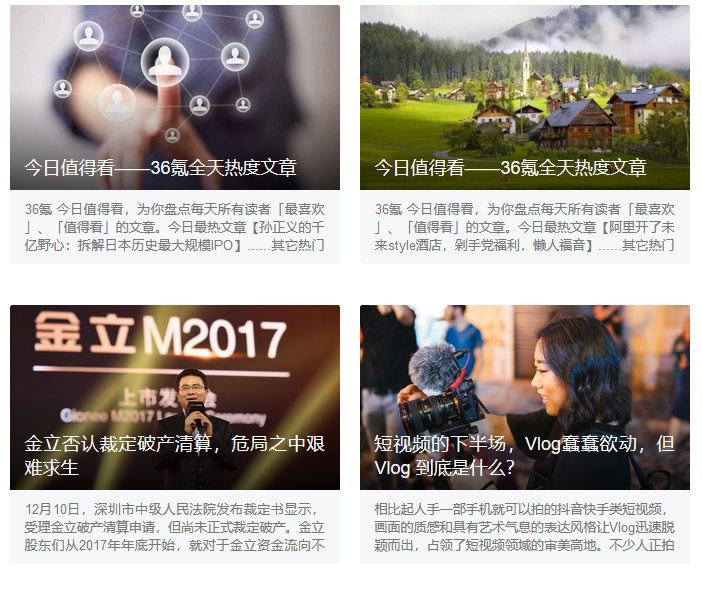 今日值得看——36氪全天热度文章
36氪 今日值得看，为你盘点每天所有读者「最喜欢
」、「值得看」的文章。今日最热文章【孙正义的千
亿野心：拆解日本历史最大规模IPO】……其它热门
今日值得看——36氪全天热度文章
36氪 今日值得看，为你盘点每天所有读者「最喜欢
」、「值得看」的文章。今日最热文章【阿里开了未
来style酒店，剁手党福利，懒人福音】……其它热门
金立M2017
上市发
Gionee M2017 L
emony
金立否认裁定破产清算，危局之中艰
难求生
12月10日，深圳市中级人民法院发布裁定书显示，
受理金立破产清算申请，但尚未正式裁定破产。金立
股东们从2017年年底开始，就对于金立资金流向不
短视频的下半场，Vlog蠢蠢欲动，但
Vlog 到底是什么?
相比起人手一部手机就可以拍的抖音快手类短视频，
画面的质感和具有艺术气息的表达风格让Vlog迅速脱
颖而出，占领了短视频领域的审美高地。不少人正拍